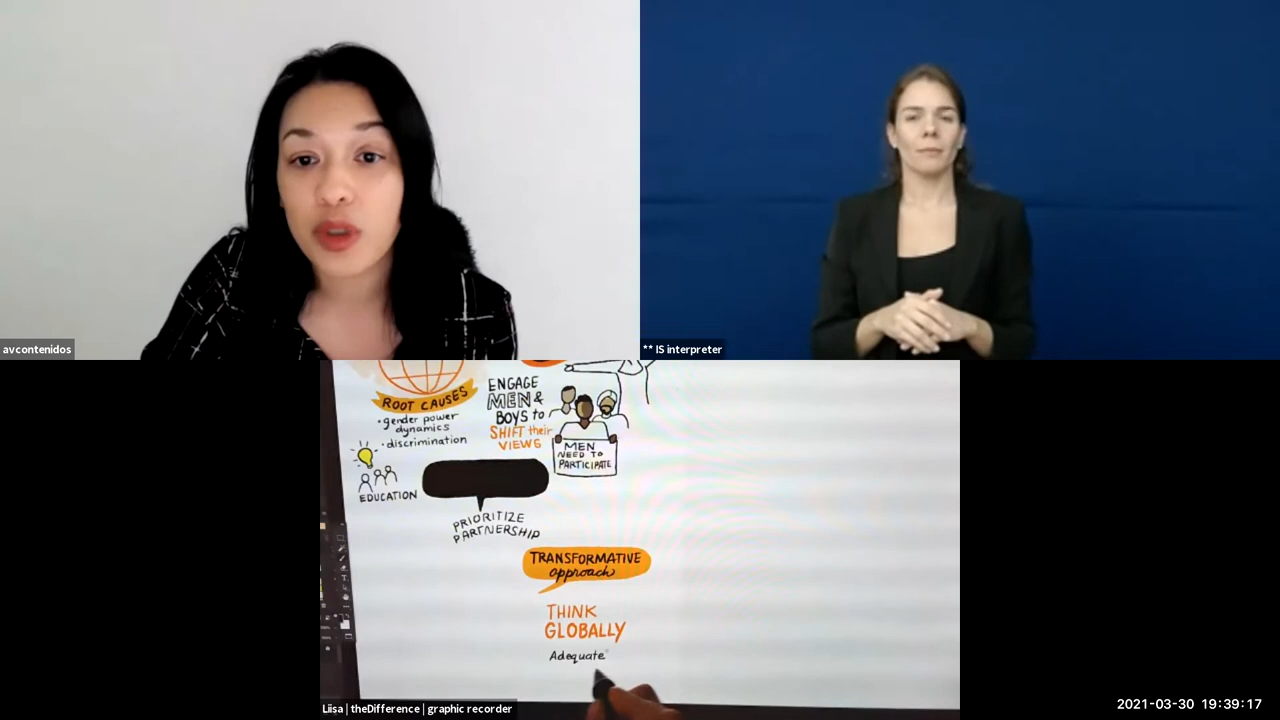 avcontenidos
** IS interpreter
ROOT CAUSES
• gender power
dynamics
• discrimination
EDUCATION
ENGAGE
MEN &
BOYS to
SHIFT their
VIEWS
MEN
NEED TO
PARTICIPATE
PRIORITIZE
PARTNERSHIP
TRANSFORMATIVE
approach
THINK
GLOBALLY
Adequate
Liisa | theDifference | graphic recorder
2021-03-30 19:39:17